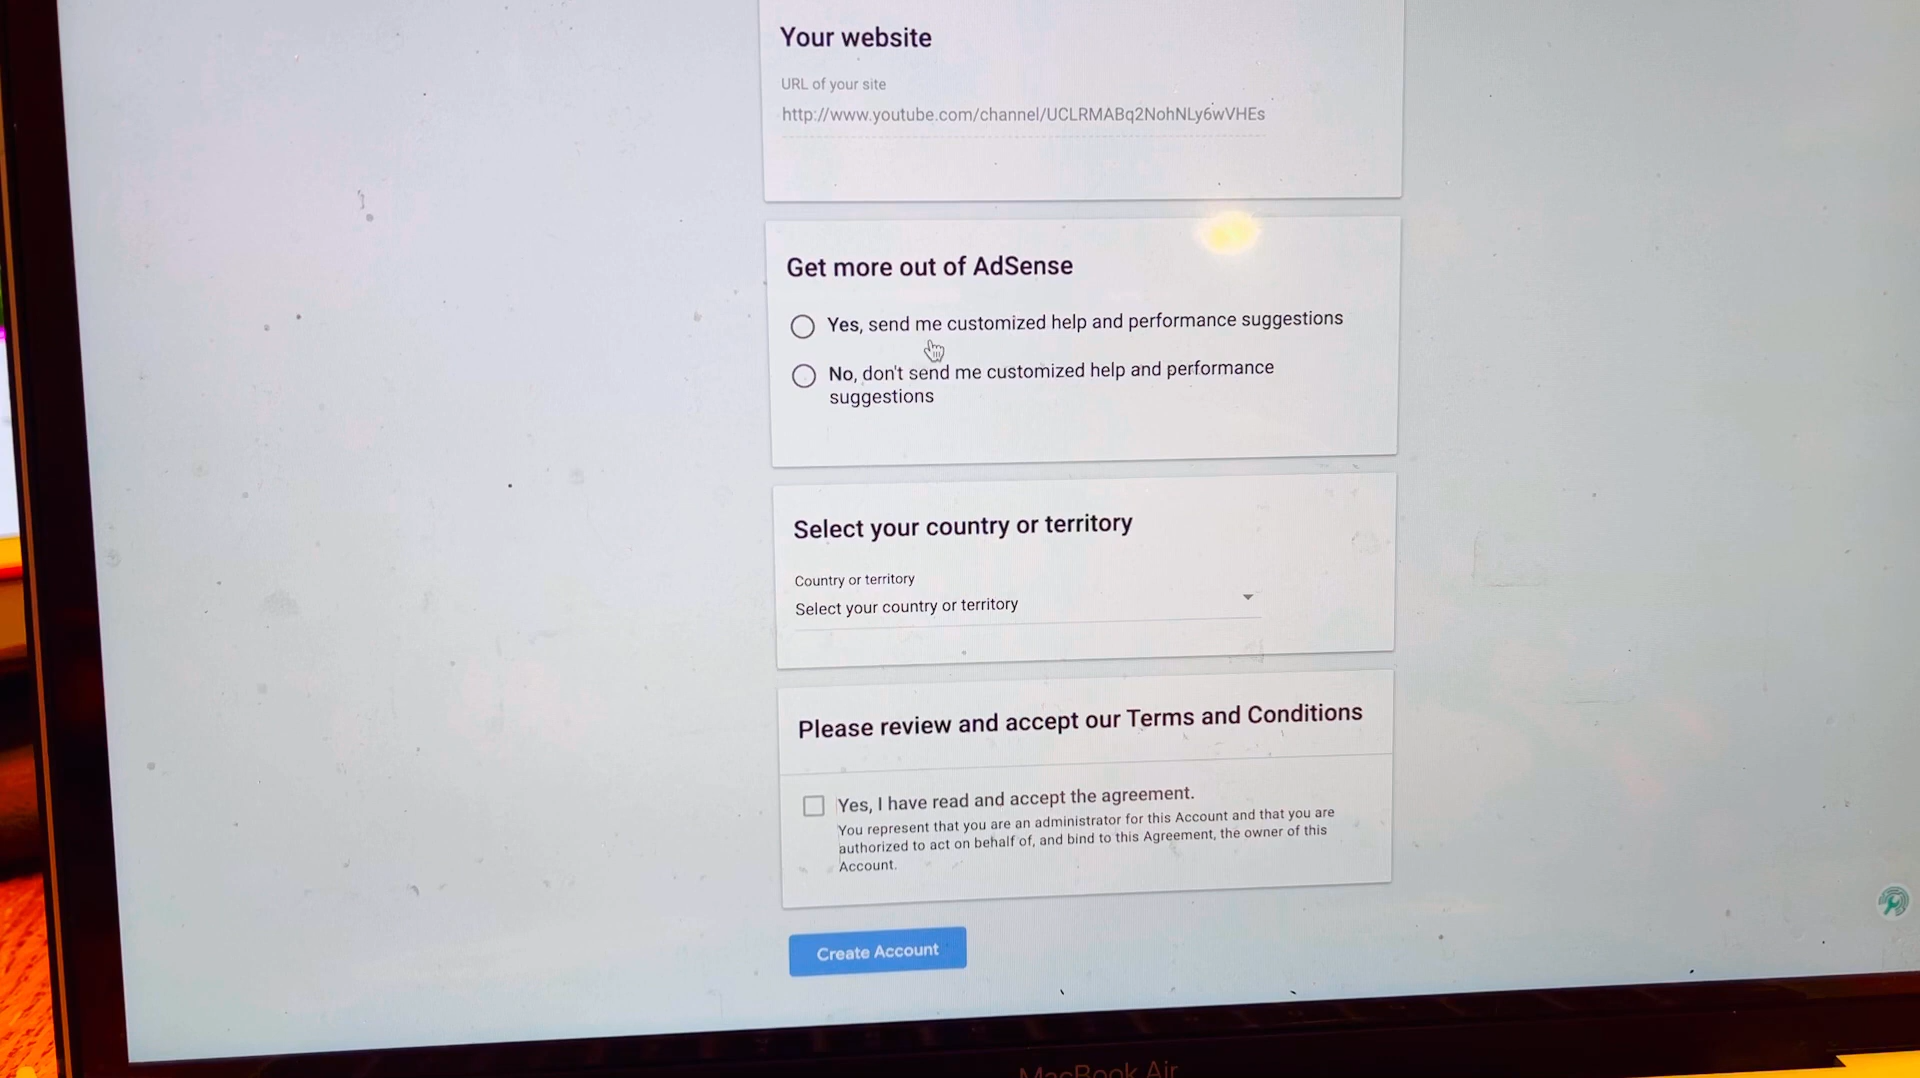 Your website
URL of your site
http://www.youtube.com/channel/UCLRMABq2NohNLy6wVHEs
Get more out of AdSense
Yes, send me customized help and performance suggestions
No, don't send me customized help and performance
suggestions
Select your country or territory
Country or territory
Select your country or territory
Please review and accept our Terms and Conditions
Yes, I have read and accept the agreement.
You represent that you are an administrator for this Account and that you are
authorized to act on behalf of, and bind to this Agreement, the owner of this
Account.
Create Account
MacBook Air